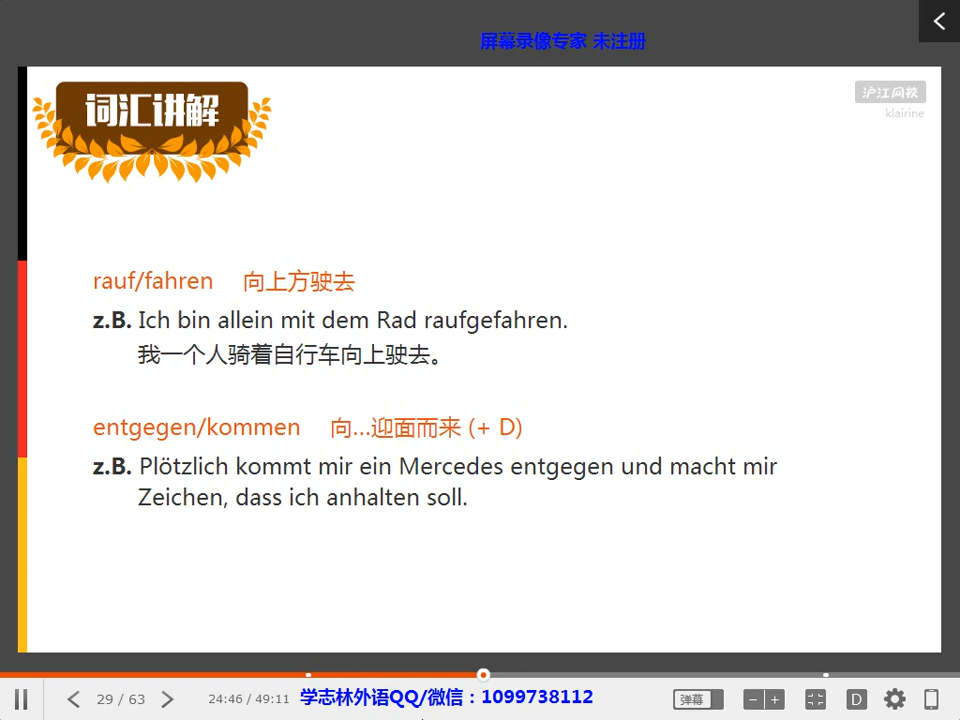 屏幕录像专家 未注册
词汇讲解
沪江网校
klairine
rauf/fahren 向上方驶去
z.B. Ich bin allein mit dem Rad raufgefahren.
我一个人骑着自行车向上驶去。
entgegen/kommen 向...迎面而来 (+ D)
z.B. Plötzlich kommt mir ein Mercedes entgegen und macht mir
Zeichen, dass ich anhalten soll.
29 / 63 24:46 / 49:11 学志林外语QQ/微信：1099738112 弹幕 D